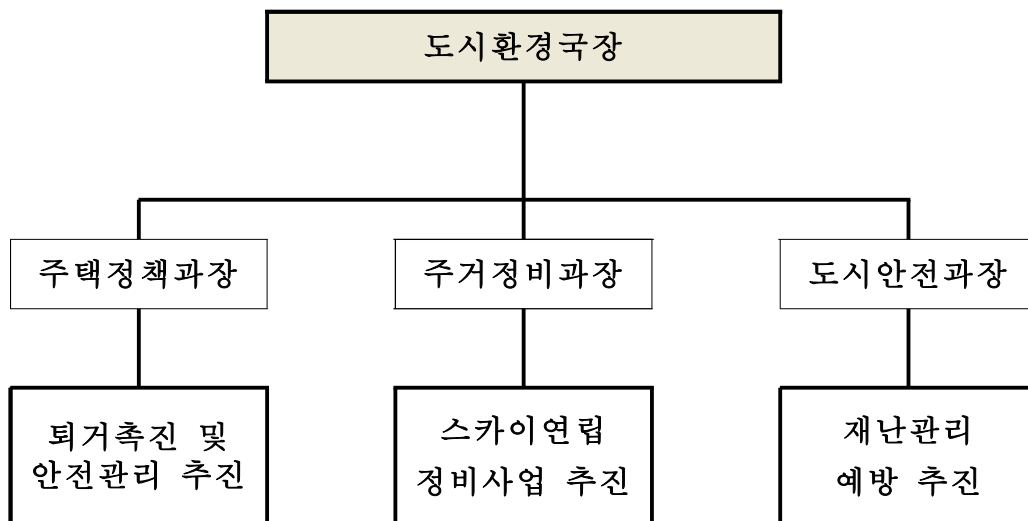 도시환경국장
주택정책과장
주거정비과장
도시안전과장
퇴거촉진 및
안전관리 추진
스카이연립
정비사업 추진
재난관리
예방 추진